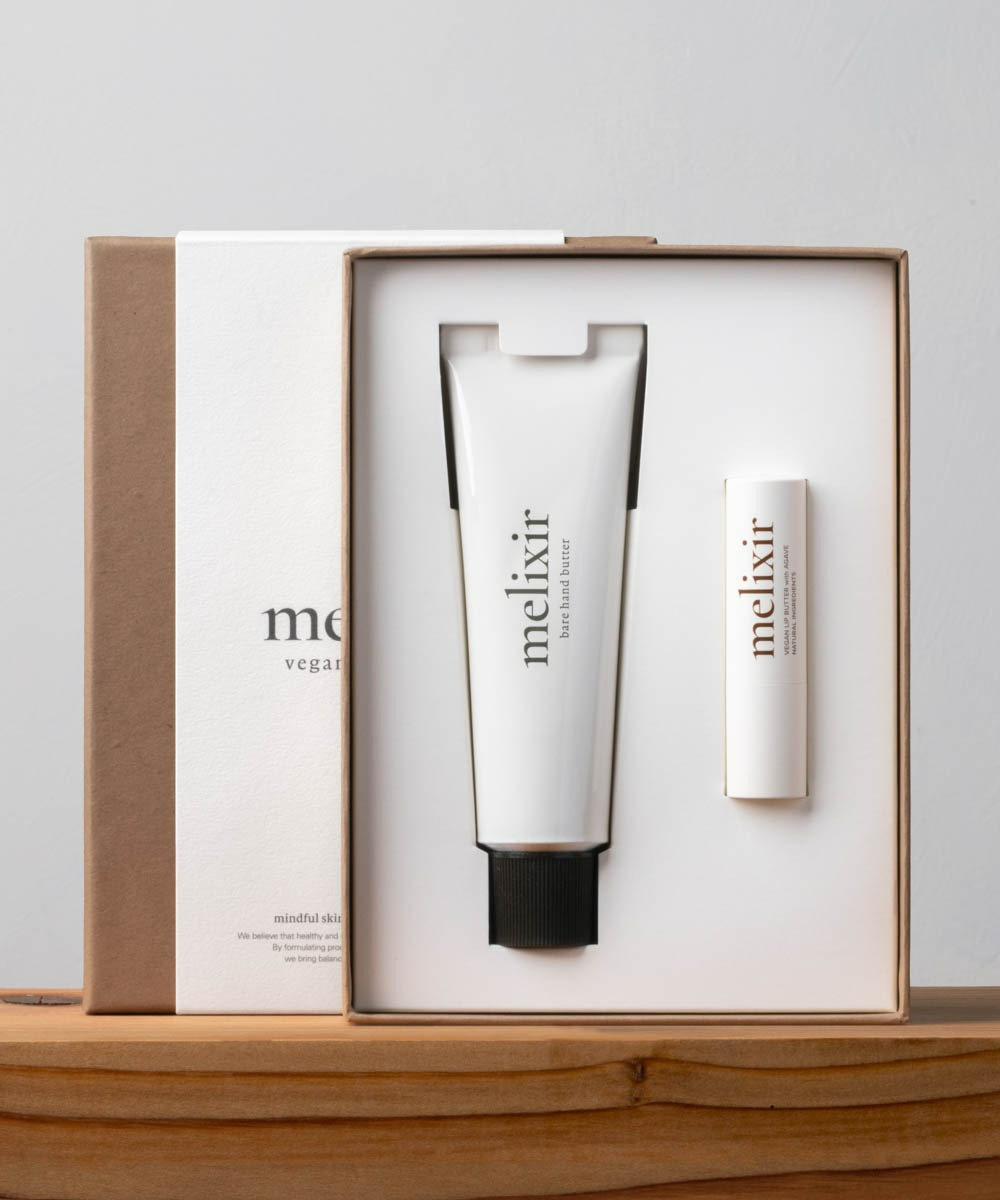 me
vegan
mindful skin
We believe that healthy and
By formulating pro
we bring balanc
melixir
bare hand butter
melixir
VEGAN LIP BUTTER with AGAVE
NATURAL INGREDIENTS